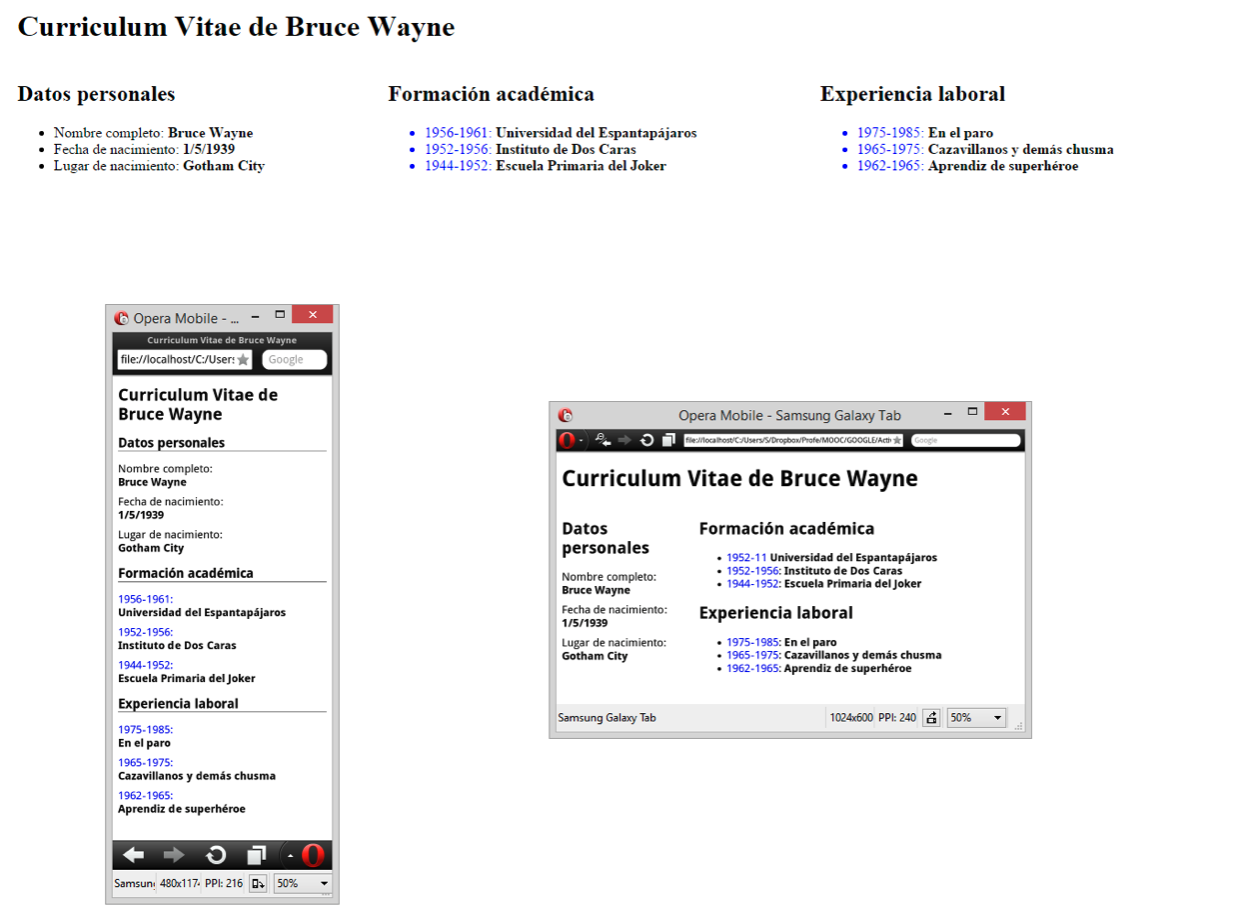 Curriculum Vitae de Bruce Wayne
Datos personales
Nombre completo: Bruce Wayne
Fecha de nacimiento: 1/5/1939
Lugar de nacimiento: Gotham City
Formación académica
1956-1961: Universidad del Espantapájaros
1952-1956: Instituto de Dos Caras
1944-1952: Escuela Primaria del Joker
Experiencia laboral
1975-1985: En el paro
1965-1975: Cazavillanos y demás chusma
1962-1965: Aprendiz de superhéroe
Opera Mobile - ...
Curriculum Vitae de Bruce Wayne
file://localhost/C:/User:
Google
Curriculum Vitae de
Bruce Wayne
Datos personales
Nombre completo:
Bruce Wayne
Fecha de nacimiento:
1/5/1939
Lugar de nacimiento:
Gotham City
Formación académica
1956-1961:
Universidad del Espantapájaros
1952-1956:
Instituto de Dos Caras
1944-1952:
Escuela Primaria del Joker
Experiencia laboral
1975-1985:
En el paro
1965-1975:
Cazavillanos y demás chusma
1962-1965:
Aprendiz de superhéroe
Samsung 480x117 PPI: 216 50%
Opera Mobile - Samsung Galaxy Tab
file://localhost/C:/Users/S/Dropbox/Profe/MOOC/GOOGLE/Acti
Google
Curriculum Vitae de Bruce Wayne
Datos
personales
Nombre completo:
Bruce Wayne
Fecha de nacimiento:
1/5/1939
Lugar de nacimiento:
Gotham City
Formación académica
1952-11 Universidad del Espantapájaros
1952-1956: Instituto de Dos Caras
1944-1952: Escuela Primaria del Joker
Experiencia laboral
1975-1985: En el paro
1965-1975: Cazavillanos y demás chusma
1962-1965: Aprendiz de superhéroe
Samsung Galaxy Tab 1024x600 PPI: 240 50%